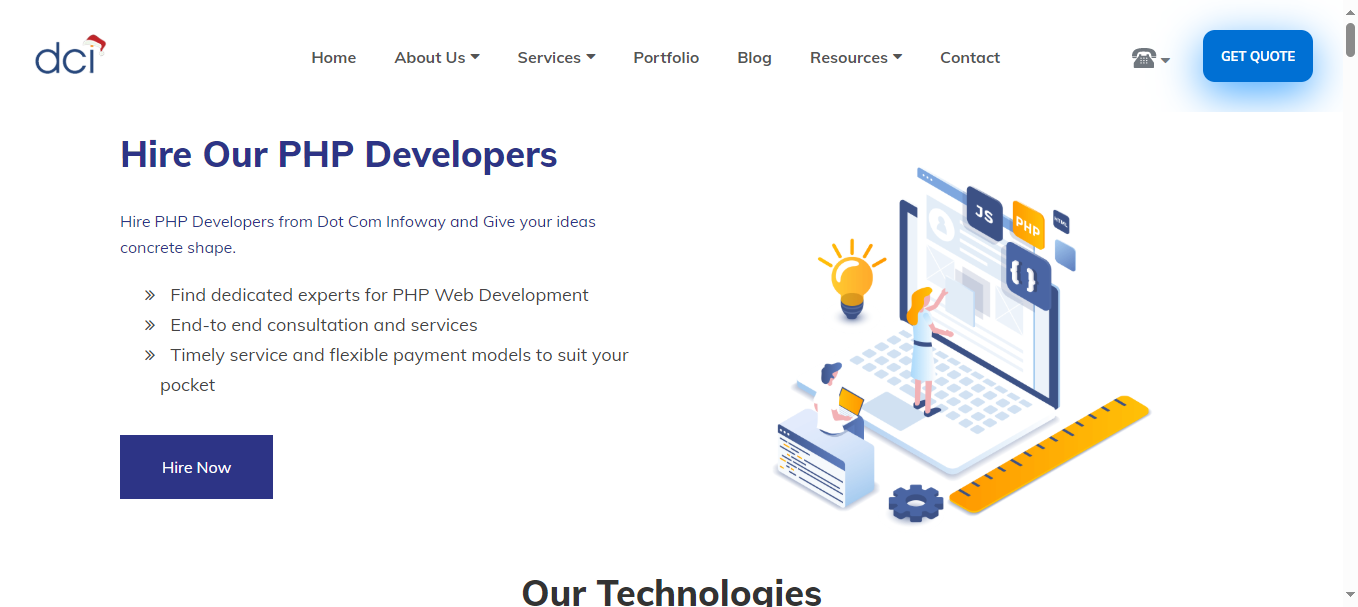 dci
Home
About Us
Services
Portfolio
Blog
Resources
Contact
GET QUOTE
Hire Our PHP Developers
Hire PHP Developers from Dot Com Infoway and Give your ideas
concrete shape.
» Find dedicated experts for PHP Web Development
» End-to end consultation and services
» Timely service and flexible payment models to suit your
pocket
Hire Now
JS
PHP
HTML
{ }
Our Technologies